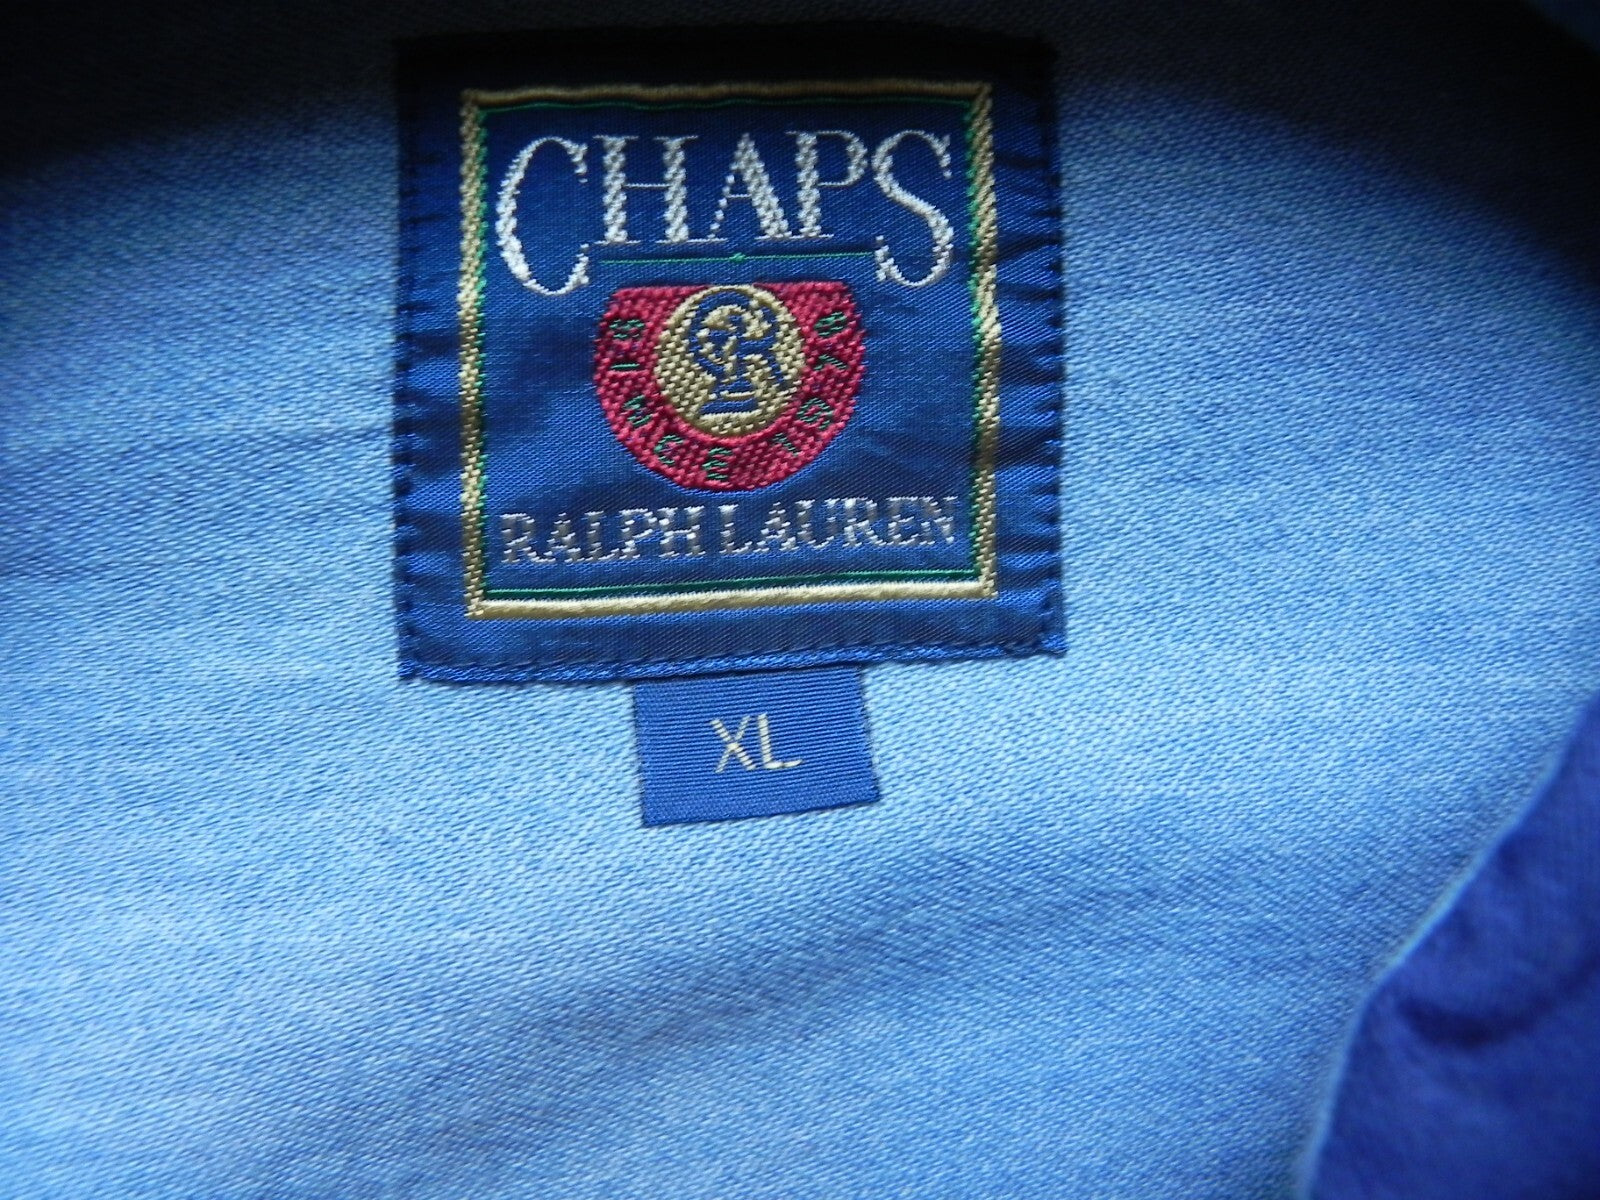 CHAPS
SINCE 1978
RALPH LAUREN
XL